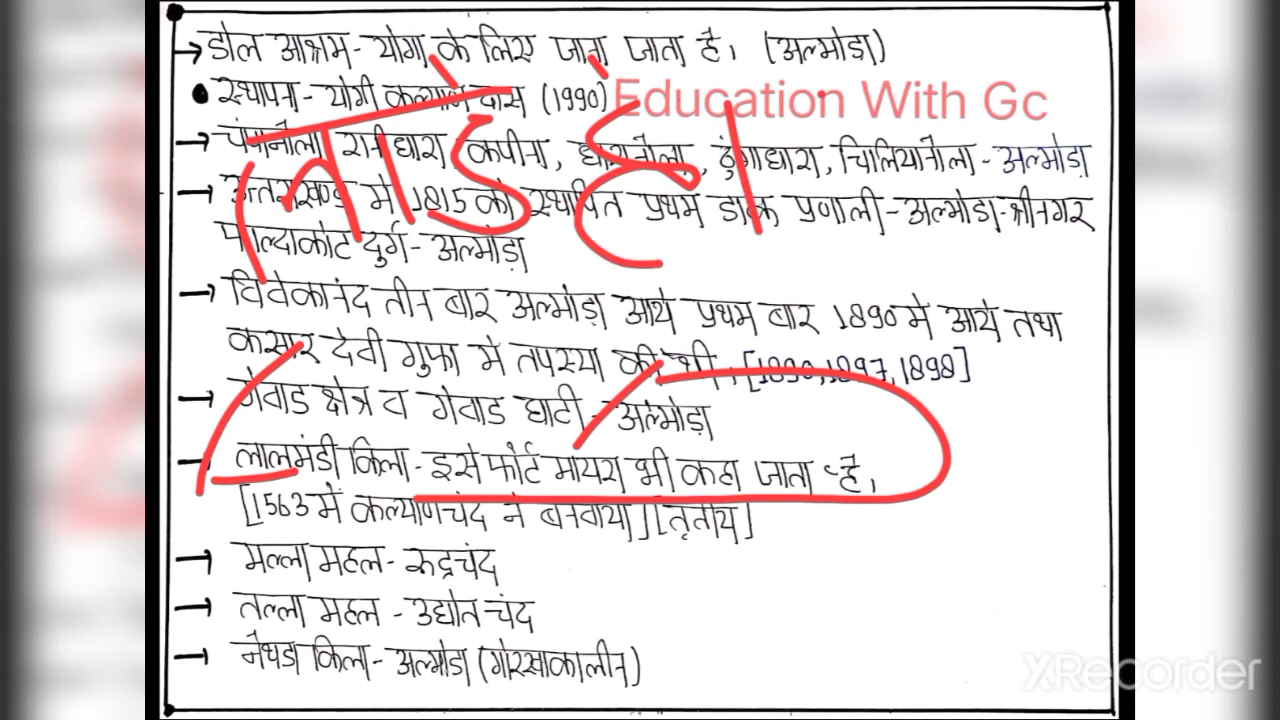 → डोल आश्रम- योगा के लिए जाना जाता है। (अल्मोड़ा)
• स्थापना- योगी कल्याण दास (1990) Education With Gc
→ चंपानौला, रानीधारा, कपीना, धारानौला, डुंगाधारा, चिलियानौला - अल्मोड़ा
→ उत्तराखण्ड में 1815 को स्थापित प्रथम डाक प्रणाली- अल्मोड़ा-श्रीनगर
दुर्ग- अल्मोड़ा
→ विवेकानंद तीन बार अल्मोड़ा आये प्रथम बार 1890 मे आये तथा
कसार देवी गुफा मे तपस्या की थी, [1890,1897,1898]
→ गेवाड क्षेत्र व गेवाड घाटी - अल्मोड़ा
→ लालमंडी किला- इसे फोर्ट मायरा भी कहा जाता है,
[1563 में कल्याणचंद ने बनवाया] [तृतीय]
→ मल्ला महल- रुद्रचंद
→ तल्ला महल - उद्योतचंद
→ नैथडा किला- अल्मोडा (गोरखाकालीन)
XRecorder